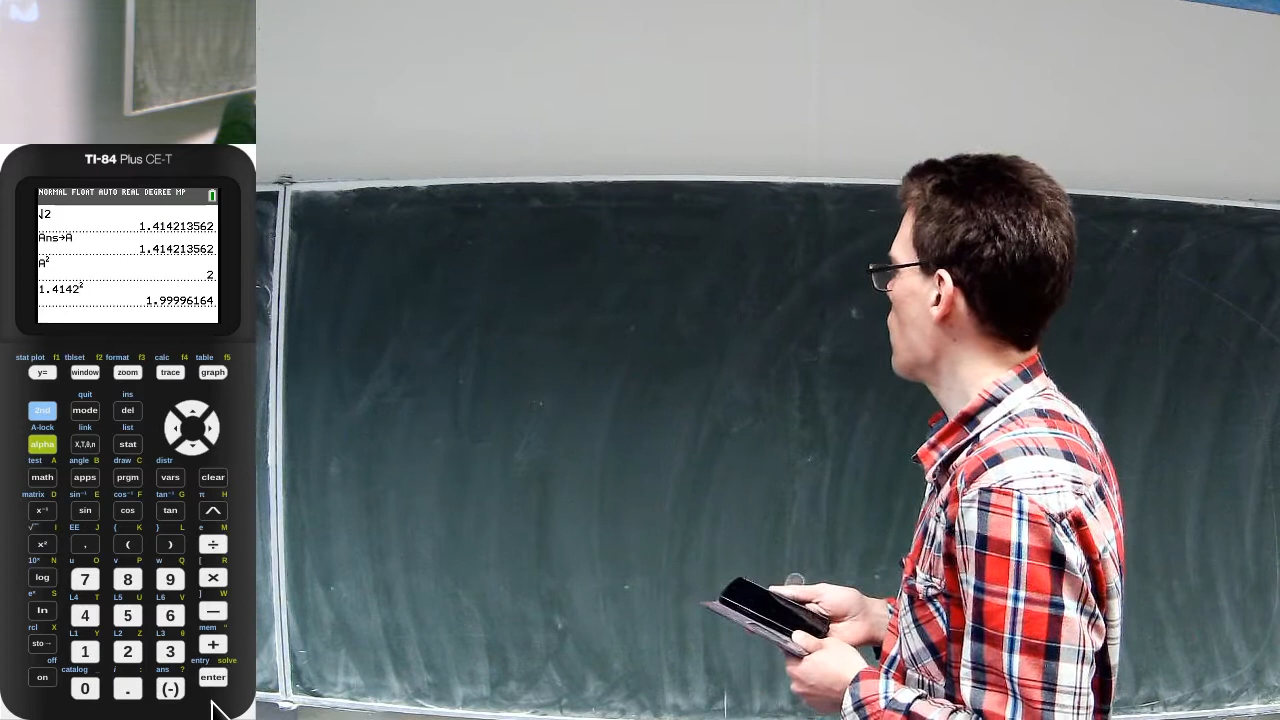 TI-84 Plus CE-T
NORMAL FLOAT AUTO REAL DEGREE MP
√2
1.414213562
Ans→A
1.414213562
A²
2
1.4142²
1.99996164
stat plot f1 tblset f2 format f3 calc f4 table f5
y= window zoom trace graph
quit ins
2nd mode del
A-lock link list
alpha X,T,θ,n stat
test A angle B draw C distr
math apps prgm vars clear
matrix D sin⁻¹ E cos⁻¹ F tan⁻¹ G π H
x⁻¹ sin cos tan ^
√ I EE J { K } L e M
x² , ( ) ÷
10ˣ N u O v P w Q [ R
log 7 8 9 ×
eˣ S L4 T L5 U L6 V ] W
ln 4 5 6 −
rcl X L1 Y L2 Z L3 θ mem "
sto→ 1 2 3 +
off catalog _ i : ans ? entry solve
on 0 . (-) enter